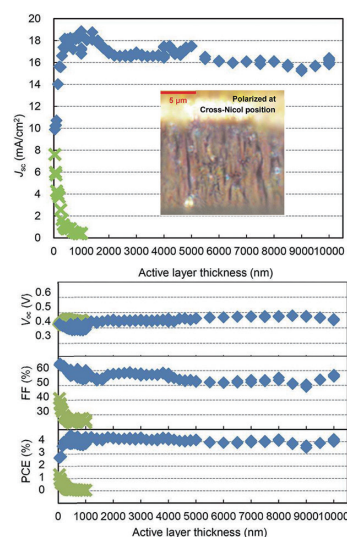 20
18
16
14
12
10
8
6
4
2
0
Jsc (mA/cm²)
5 µm
Polarized at
Cross-Nicol position
0 1000 2000 3000 4000 5000 6000 7000 8000 9000 10000
Active layer thickness (nm)
0.6
0.5
0.4
0.3
Voc (V)
60
50
40
30
FF (%)
4
3
2
1
0
PCE (%)
0 1000 2000 3000 4000 5000 6000 7000 8000 9000 10000
Active layer thickness (nm)